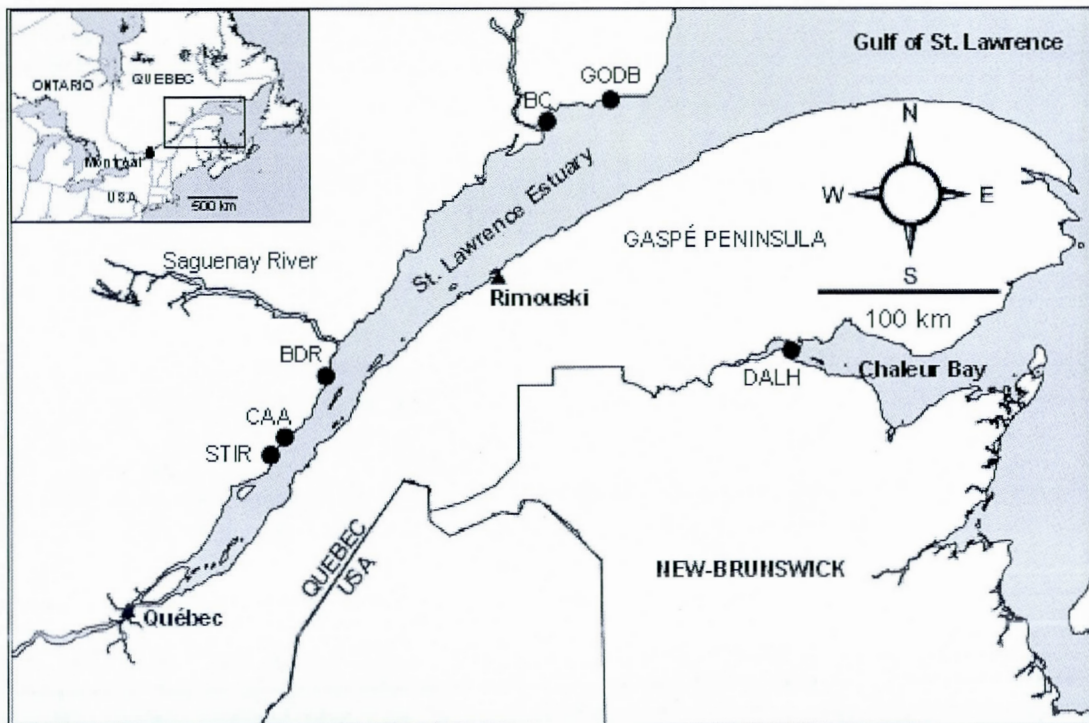 Gulf of St. Lawrence
ONTARIO
QUEBEC
Montréal
USA
500 km
GODB
BC
N
W
E
S
St. Lawrence Estuary
GASPÉ PENINSULA
Saguenay River
Rimouski
100 km
BDR
DALH
Chaleur Bay
CAA
STIR
QUEBEC
USA
NEW-BRUNSWICK
Québec